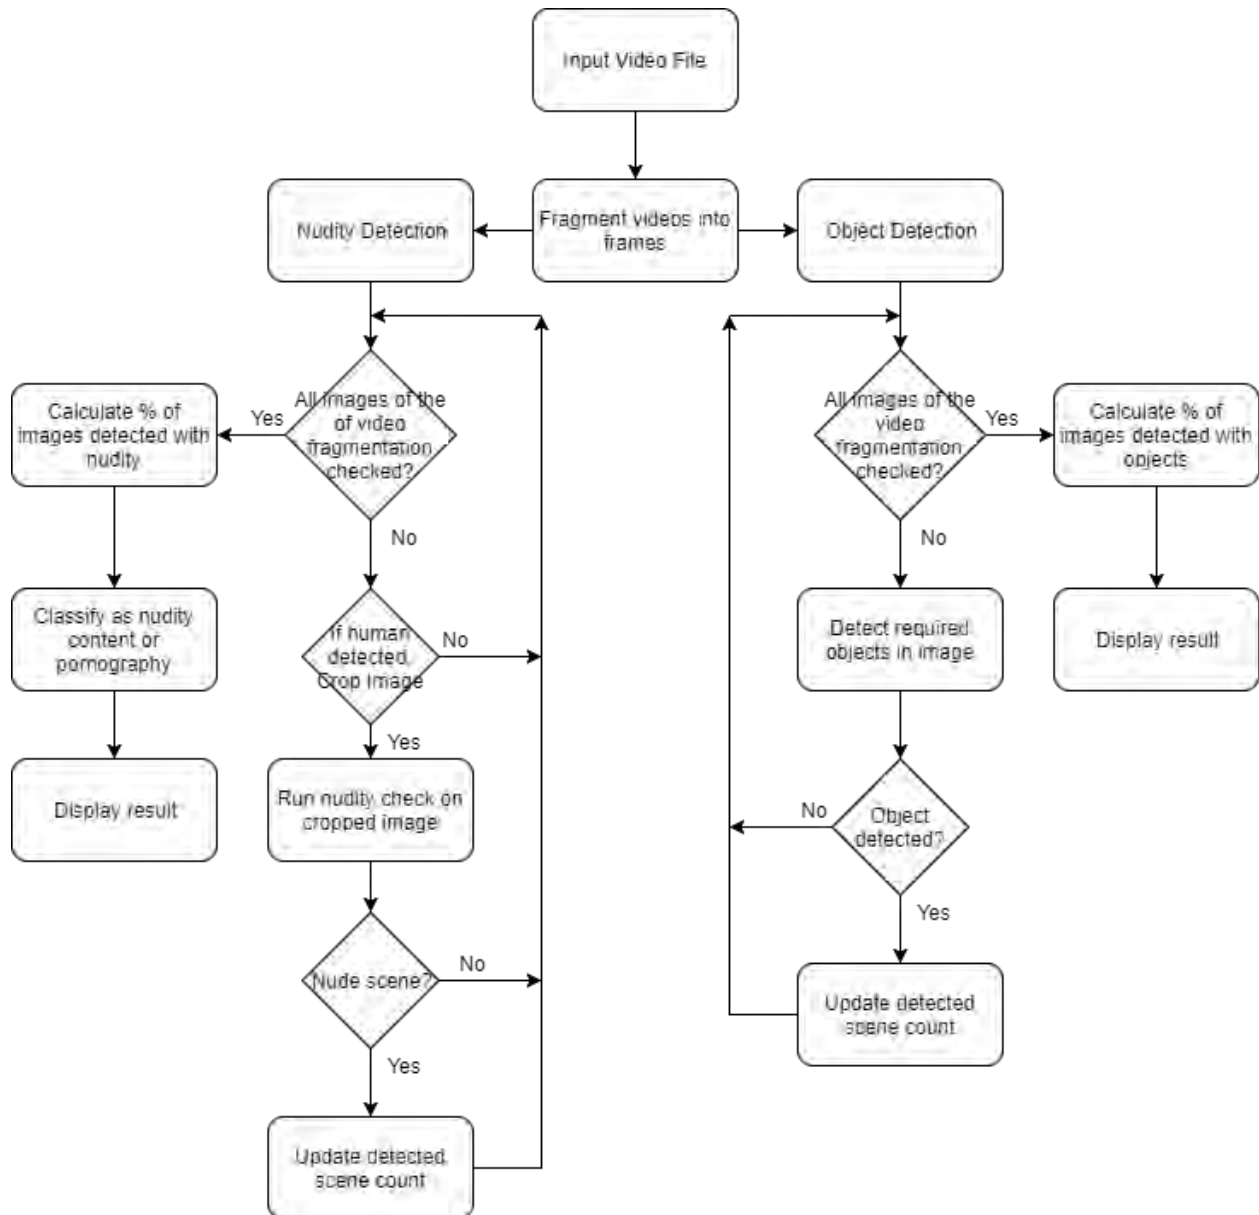 Input Video File
Nudity Detection
Fragment videos into
frames
Object Detection
Calculate % of
images detected with
nudity
Yes
All images of the
of video
fragmentation
checked?
All images of the
video
fragmentation
checked?
Yes
Calculate % of
images detected with
objects
No
No
Classify as nudity
content or
pornography
If human
detected,
Crop Image
No
Detect required
objects in image
Display result
Yes
Display result
Run nudity check on
cropped image
No
Object
detected?
Yes
Nude scene?
No
Update detected
scene count
Yes
Update detected
scene count